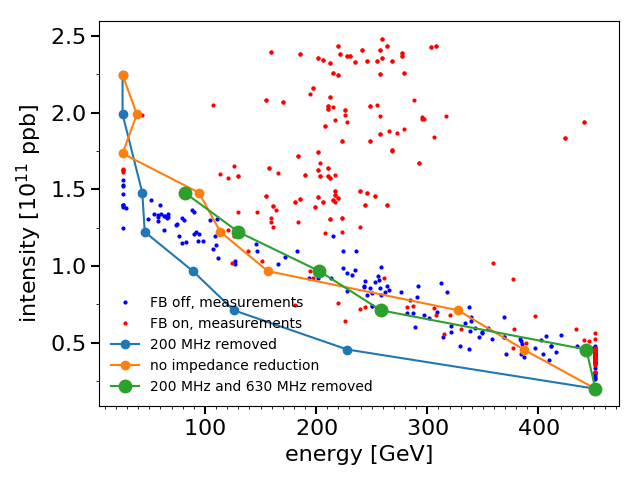 2.5
2.0
1.5
1.0
0.5
intensity [10¹¹ ppb]
FB off, measurements
FB on, measurements
200 MHz removed
no impedance reduction
200 MHz and 630 MHz removed
100 200 300 400
energy [GeV]